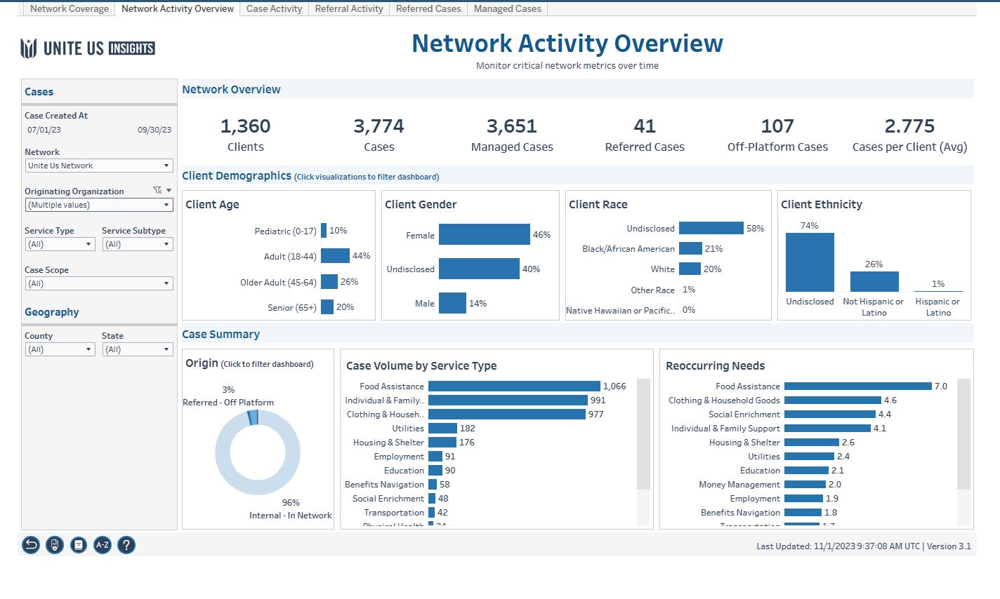 Network Coverage
Network Activity Overview
Case Activity
Referral Activity
Referred Cases
Managed Cases
UNITE US INSIGHTS
Network Activity Overview
Monitor critical network metrics over time
Cases
Case Created At
07/01/23 09/30/23
Network
Unite Us Network
Originating Organization
(Multiple values)
Service Type Service Subtype
(All) (All)
Case Scope
(All)
Geography
County State
(All) (All)
Network Overview
1,360 3,774 3,651 41 107 2.775
Clients Cases Managed Cases Referred Cases Off-Platform Cases Cases per Client (Avg)
Client Demographics (Click visualizations to filter dashboard)
Client Age
Pediatric (0-17) 10%
Adult (18-44) 44%
Older Adult (45-64) 26%
Senior (65+) 20%
Client Gender
Female 46%
Undisclosed 40%
Male 14%
Client Race
Undisclosed 58%
Black/African American 21%
White 20%
Other Race 1%
Native Hawaiian or Pacific.. 0%
Client Ethnicity
74%
26%
1%
Undisclosed Not Hispanic or Hispanic or
Latino Latino
Case Summary
Origin (Click to filter dashboard)
3%
Referred - Off Platform
96%
Internal - In Network
Case Volume by Service Type
Food Assistance 1,066
Individual & Family.. 991
Clothing & Househ.. 977
Utilities 182
Housing & Shelter 176
Employment 91
Education 90
Benefits Navigation 58
Social Enrichment 48
Transportation 42
Reoccurring Needs
Food Assistance 7.0
Clothing & Household Goods 4.6
Social Enrichment 4.4
Individual & Family Support 4.1
Housing & Shelter 2.6
Utilities 2.4
Education 2.1
Money Management 2.0
Employment 1.9
Benefits Navigation 1.8
A-Z ?
Last Updated: 11/1/2023 9:37:08 AM UTC | Version 3.1